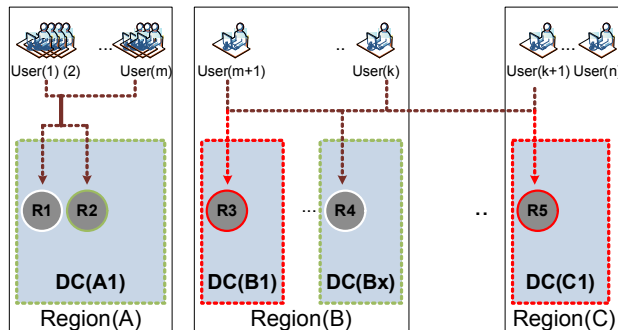 ... .. ...
User(1) (2) User(m) User(m+1) User(k) User(k+1) User(n)
R1 R2 R3 ... R4 .. R5
DC(A1) DC(B1) DC(Bx) DC(C1)
Region(A) Region(B) Region(C)